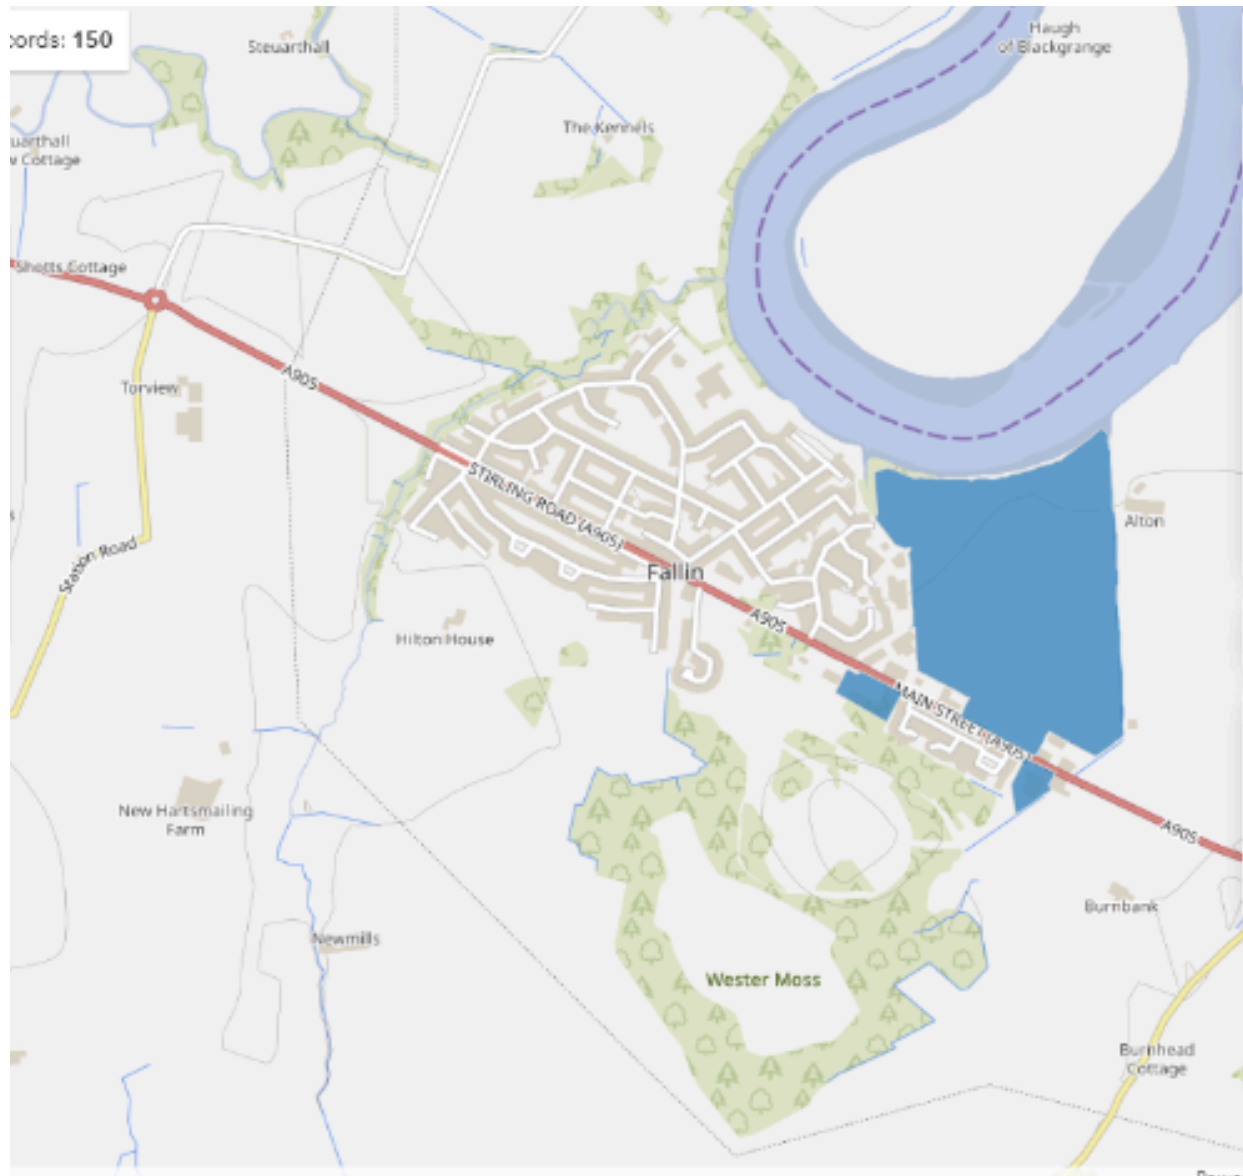 cords: 150
Steuarthall
Haugh
of Blackgrange
The Kennels
uarthall
w Cottage
Shotts Cottage
A905
Torview
STIRLING ROAD (A905)
Alton
Station Road
Fallin
A905
Hilton House
MAIN STREET (A905)
New Hartsmailing
Farm
A905
Burnbank
Newmills
Wester Moss
Burnhead
Cottage